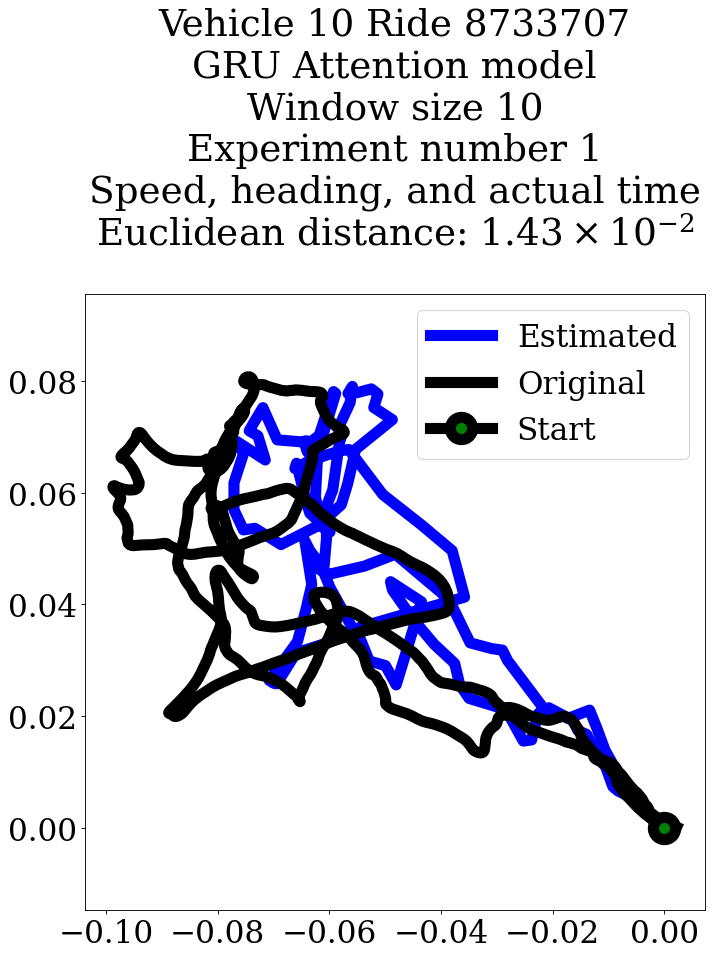 Vehicle 10 Ride 8733707
GRU Attention model
Window size 10
Experiment number 1
Speed, heading, and actual time
Euclidean distance: 1.43 × 10⁻²
Estimated
Original
Start
0.08
0.06
0.04
0.02
0.00
−0.10 −0.08 −0.06 −0.04 −0.02 0.00